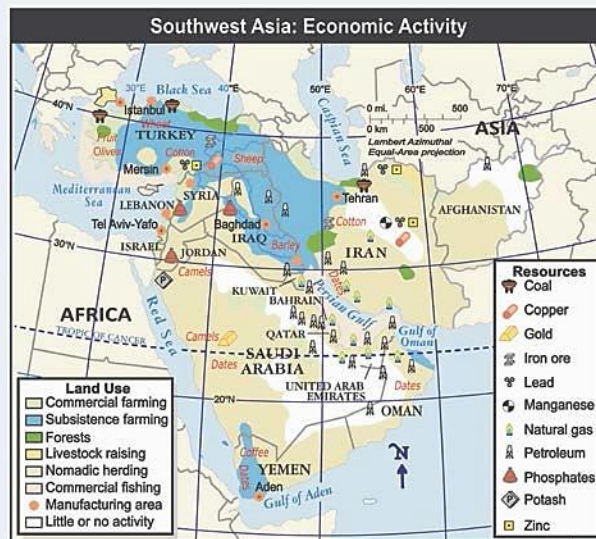 Southwest Asia: Economic Activity
30°E
Black Sea
40°E
50°E
60°E
70°E
40°N
40°N
Istanbul
Wheat
TURKEY
Fruit
Olives
Cotton
Sheep
Mersin
Caspian Sea
0 mi.
500
0 km
500
Lambert Azimuthal
Equal-Area projection
ASIA
Mediterranean
Sea
LEBANON
SYRIA
Tehran
AFGHANISTAN
Tel Aviv-Yafo
Baghdad
IRAQ
Cotton
IRAN
30°N
ISRAEL
JORDAN
Barley
Camels
KUWAIT
Dates
BAHRAIN
Persian Gulf
AFRICA
Red Sea
QATAR
Gulf of
Oman
TROPIC OF CANCER
Camels
SAUDI
ARABIA
Dates
UNITED ARAB
EMIRATES
Dates
20°N
OMAN
Coffee
Dates
YEMEN
Aden
Gulf of Aden
N
Land Use
Commercial farming
Subsistence farming
Forests
Livestock raising
Nomadic herding
Commercial fishing
Manufacturing area
Little or no activity
Resources
Coal
Copper
Gold
Iron ore
Lead
Manganese
Natural gas
Petroleum
Phosphates
P
Potash
Zinc